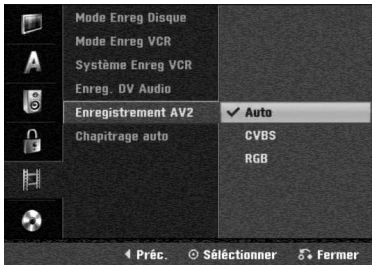 Mode Enreg Disque
Mode Enreg VCR
Système Enreg VCR
Enreg. DV Audio
Enregistrement AV2 ✓ Auto
Chapitrage auto CVBS
RGB
Préc. Séléctionner Fermer